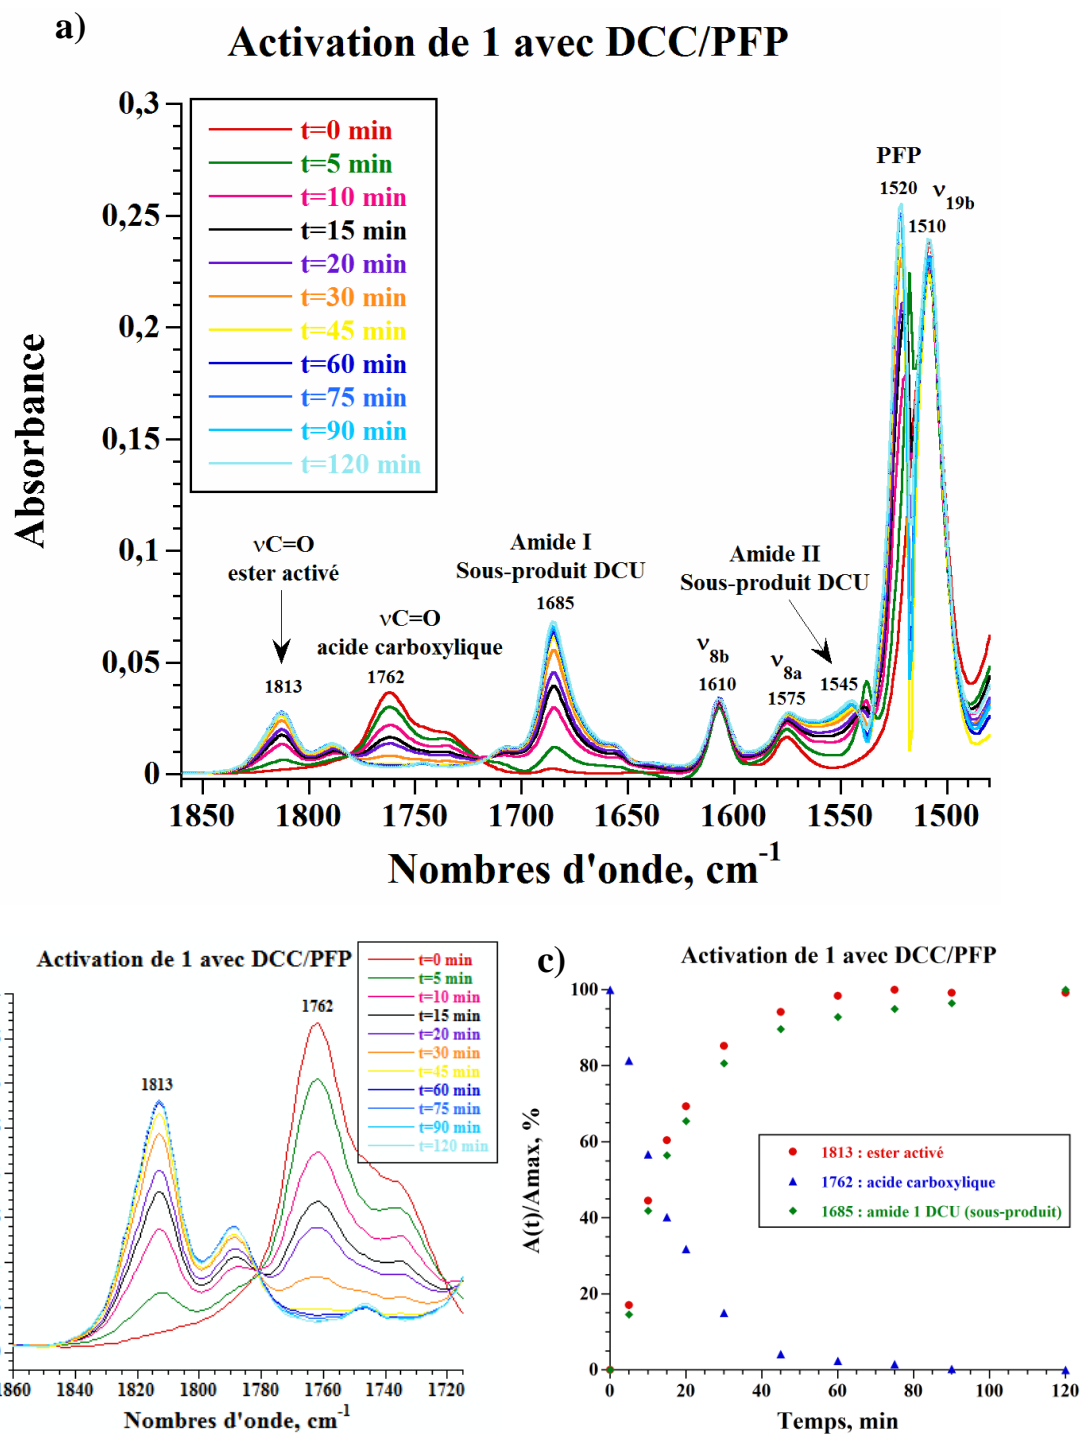 a)
Activation de 1 avec DCC/PFP
0,3
0,25
0,2
0,15
0,1
0,05
0
Absorbance
t=0 min
t=5 min
t=10 min
t=15 min
t=20 min
t=30 min
t=45 min
t=60 min
t=75 min
t=90 min
t=120 min
PFP
1520
ν19b
1510
νC=O
ester activé
1813
νC=O
acide carboxylique
1762
Amide I
Sous-produit DCU
1685
ν8b
1610
ν8a
1575
Amide II
Sous-produit DCU
1545
1850 1800 1750 1700 1650 1600 1550 1500
Nombres d'onde, cm-1
Activation de 1 avec DCC/PFP
t=0 min
t=5 min
t=10 min
t=15 min
t=20 min
t=30 min
t=45 min
t=60 min
t=75 min
t=90 min
t=120 min
1813
1762
1860 1840 1820 1800 1780 1760 1740 1720
Nombres d'onde, cm-1
c)
Activation de 1 avec DCC/PFP
100
80
60
40
20
0
A(t)/Amax, %
1813 : ester activé
1762 : acide carboxylique
1685 : amide 1 DCU (sous-produit)
0 20 40 60 80 100 120
Temps, min